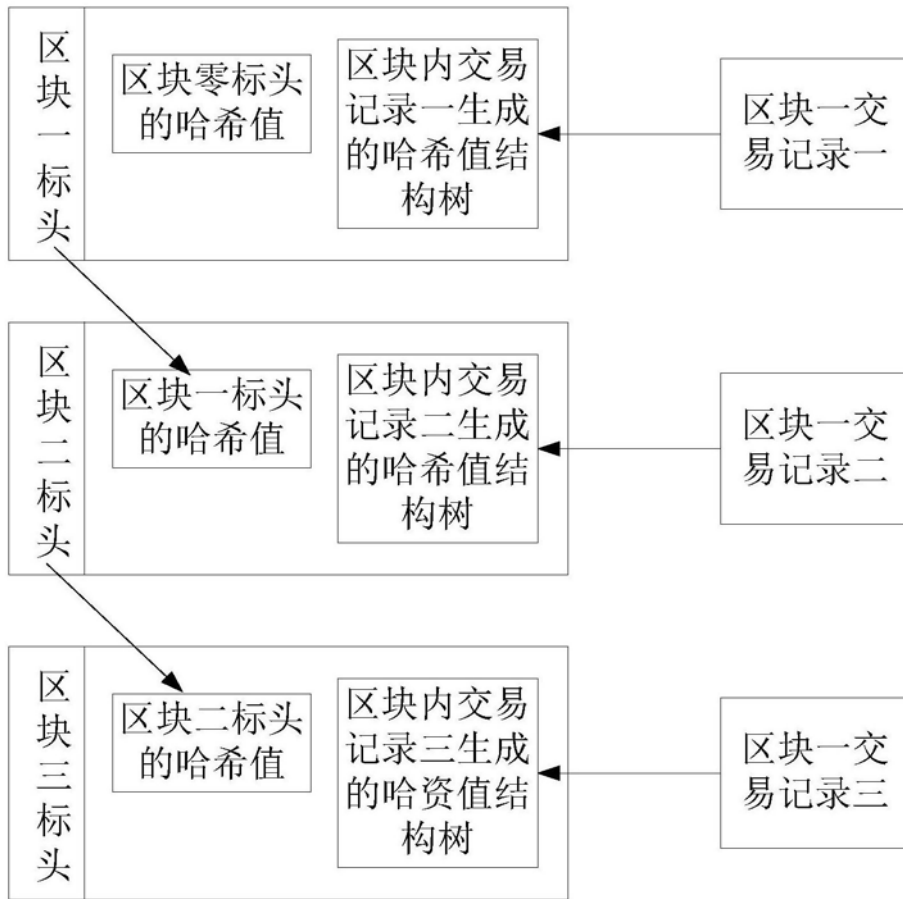 区块一标头
区块零标头
的哈希值
区块内交易
记录一生成
的哈希值结
构树
区块一交
易记录一
区块二标头
区块一标头
的哈希值
区块内交易
记录二生成
的哈希值结
构树
区块一交
易记录二
区块三标头
区块二标头
的哈希值
区块内交易
记录三生成
的哈资值结
构树
区块一交
易记录三